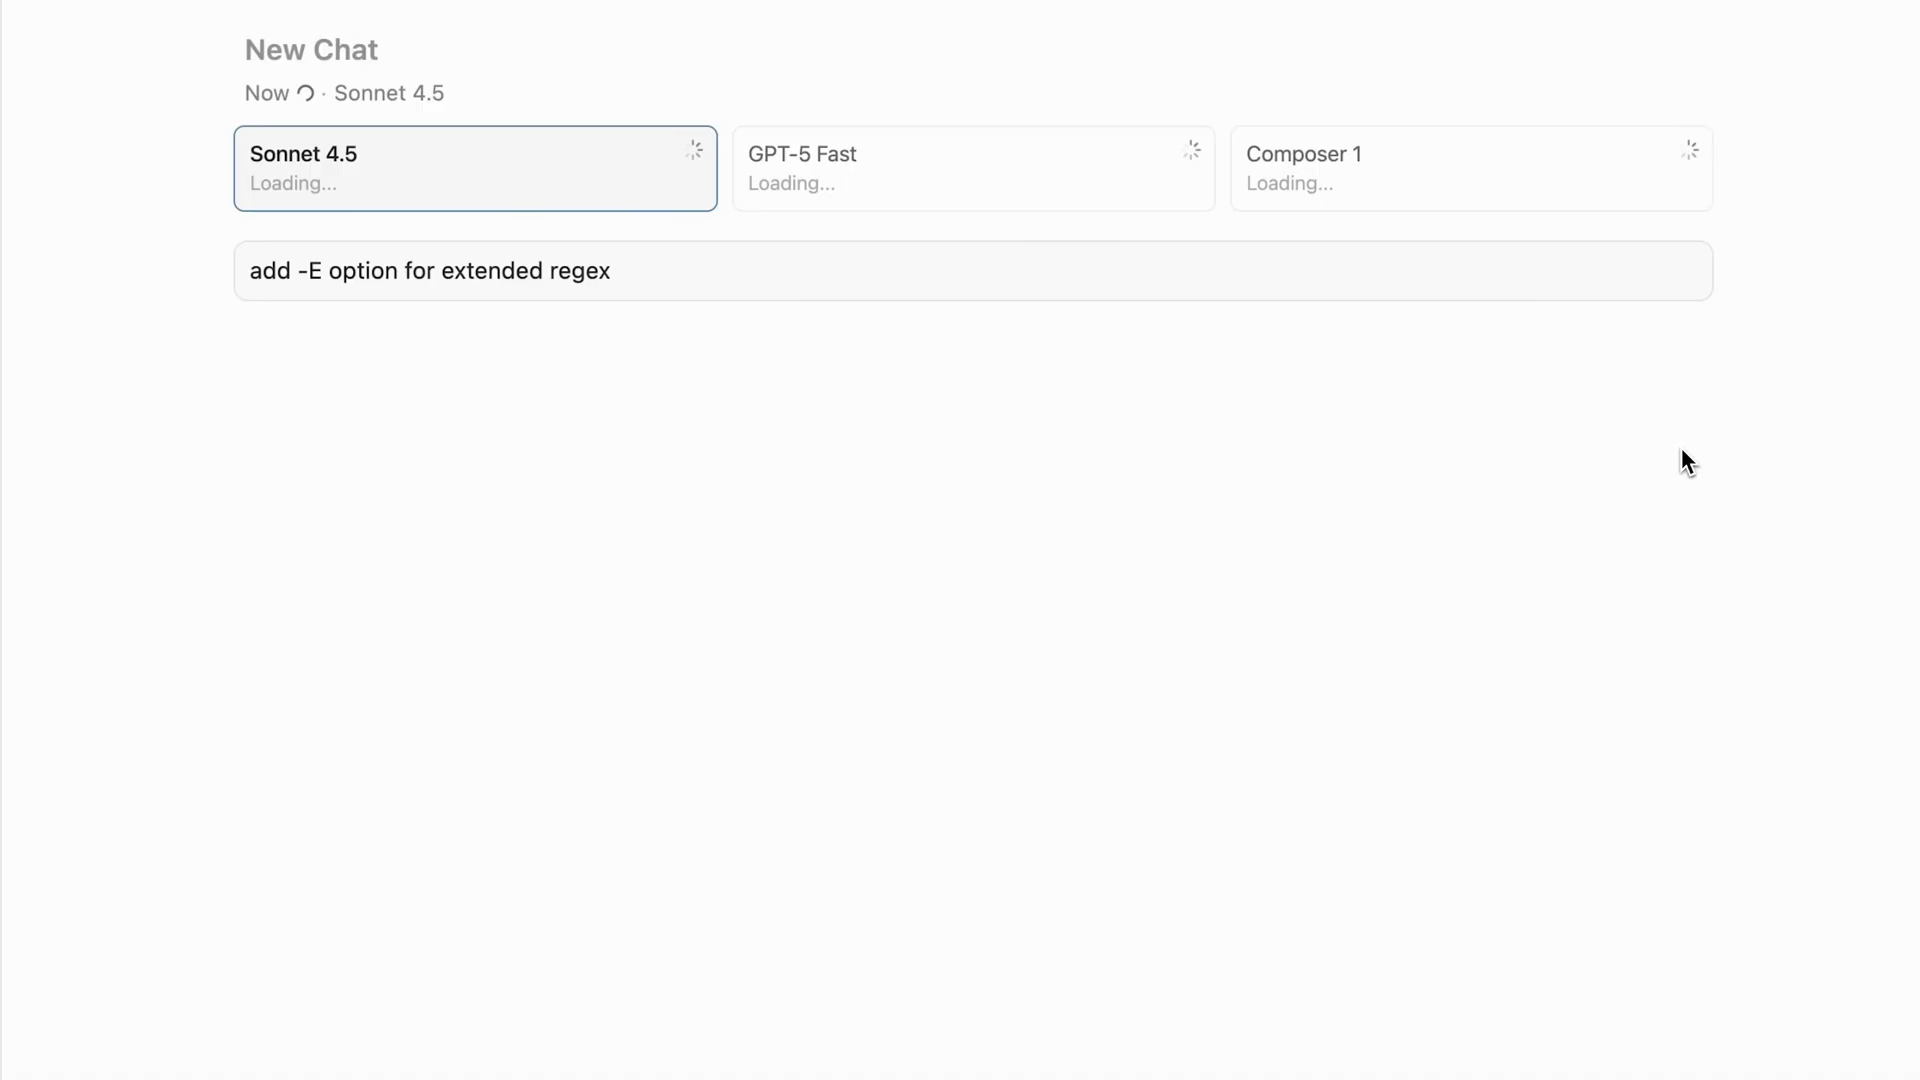 New Chat
Now · Sonnet 4.5
Sonnet 4.5
Loading...
GPT-5 Fast
Loading...
Composer 1
Loading...
add -E option for extended regex